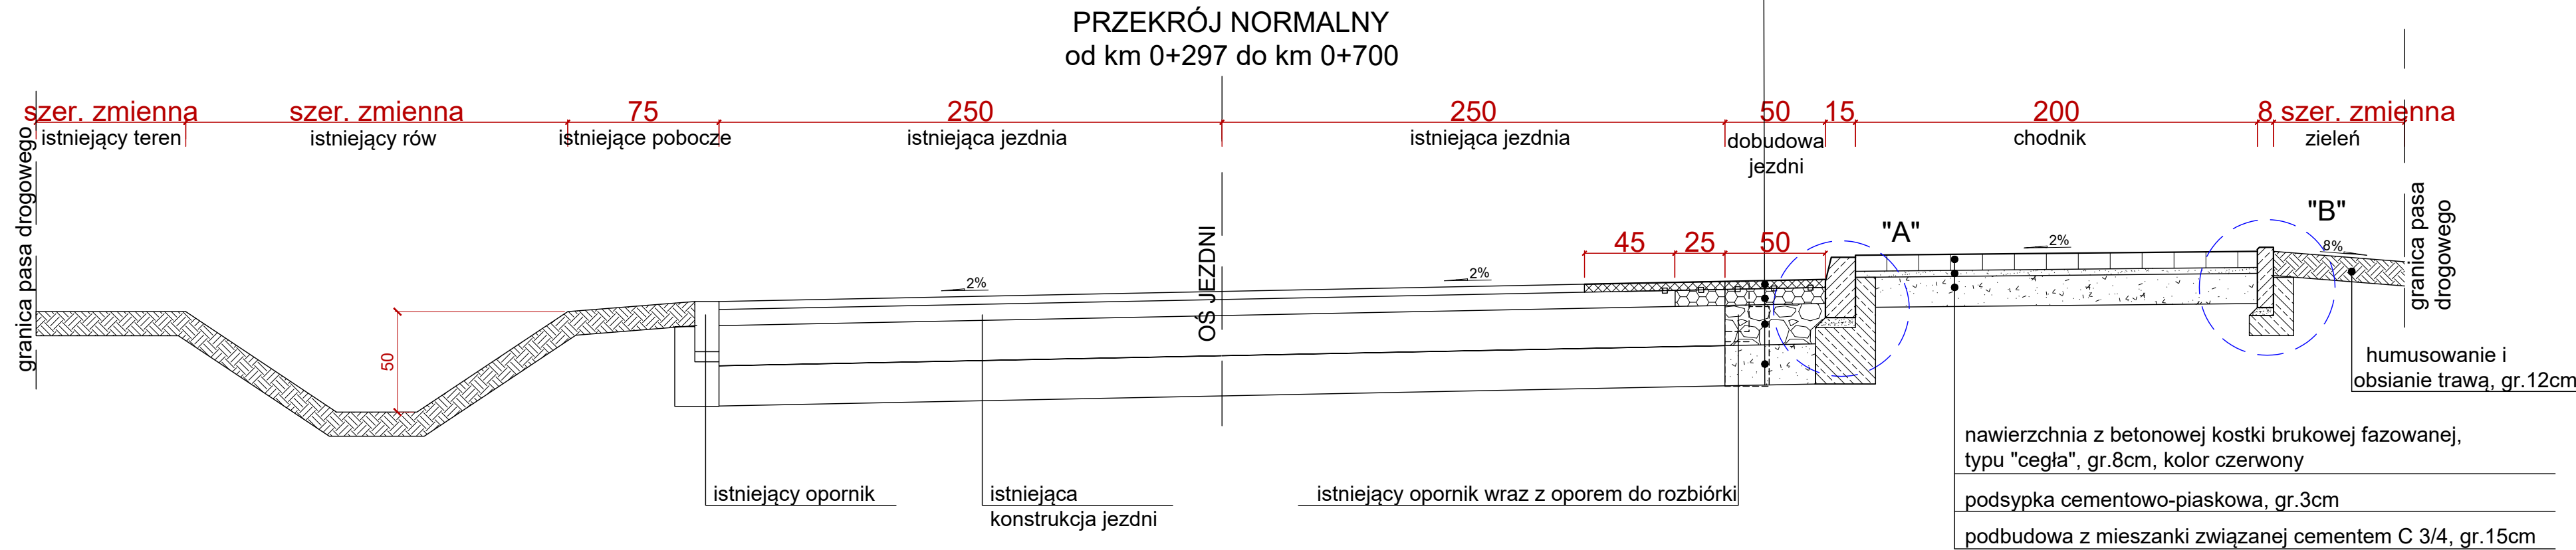 PRZEKRÓJ NORMALNY
od km 0+297 do km 0+700
szer. zmienna
szer. zmienna
75
250
250
50
15
200
8
szer. zmienna
istniejący teren
istniejący rów
istniejące pobocze
istniejąca jezdnia
istniejąca jezdnia
dobudowa
jezdni
chodnik
zieleń
granica pasa drogowego
OŚ JEZDNI
granica pasa
drogowego
"A"
"B"
45
25
50
2%
2%
2%
8%
50
humusowanie i
obsianie trawą, gr.12cm
nawierzchnia z betonowej kostki brukowej fazowanej,
typu "cegła", gr.8cm, kolor czerwony
podsypka cementowo-piaskowa, gr.3cm
podbudowa z mieszanki związanej cementem C 3/4, gr.15cm
istniejący opornik
istniejąca
konstrukcja jezdni
istniejący opornik wraz z oporem do rozbiórki